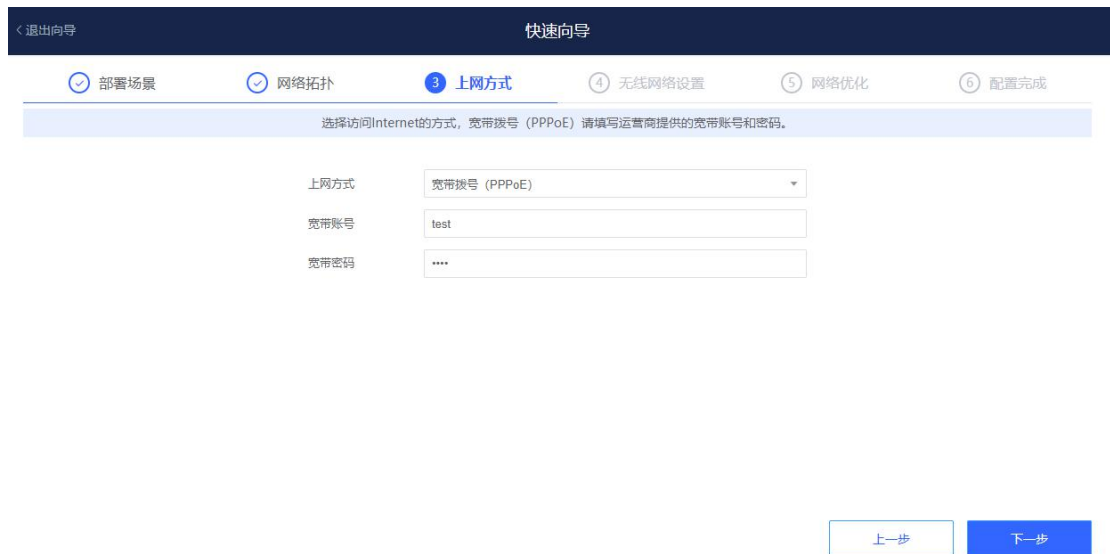 <退出向导
快速向导
部署场景
网络拓扑
3 上网方式
4 无线网络设置
5 网络优化
6 配置完成
选择访问Internet的方式，宽带拨号（PPPoE）请填写运营商提供的宽带账号和密码。
上网方式 宽带拨号（PPPoE）
宽带账号 test
宽带密码 ••••
上一步 下一步